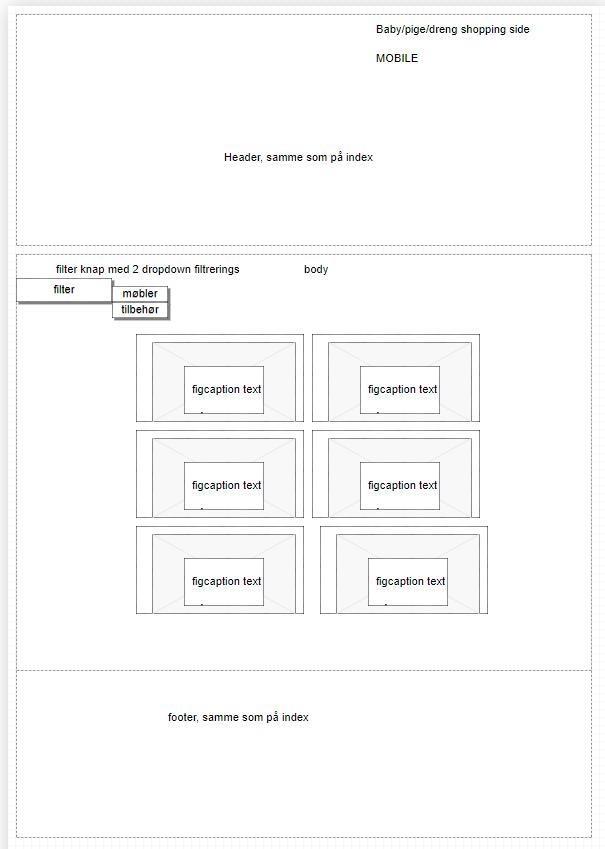 Baby/pige/dreng shopping side
MOBILE
Header, samme som på index
filter knap med 2 dropdown filtrerings
body
filter
møbler
tilbehør
figcaption text
figcaption text
figcaption text
figcaption text
figcaption text
figcaption text
footer, samme som på index